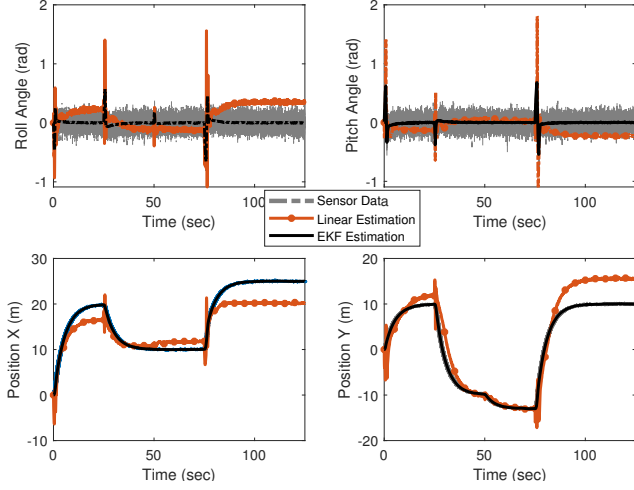 2
1
0
-1
Roll Angle (rad)
0 50 100
Time (sec)
2
1
0
-1
Pitch Angle (rad)
0 50 100
Time (sec)
Sensor Data
Linear Estimation
EKF Estimation
30
20
10
0
-10
Position X (m)
0 50 100
Time (sec)
20
10
0
-10
-20
Position Y (m)
0 50 100
Time (sec)